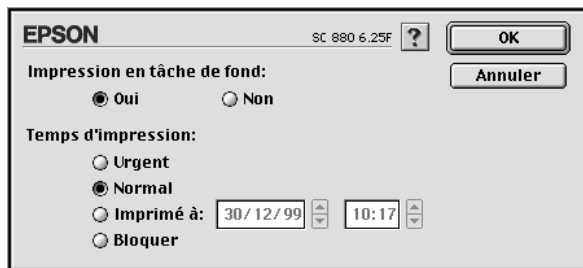 EPSON SC 880 6.25F ? OK
Impression en tâche de fond: Annuler
Oui Non
Temps d'impression:
Urgent
Normal
Imprimé à: 30/12/99 10:17
Bloquer